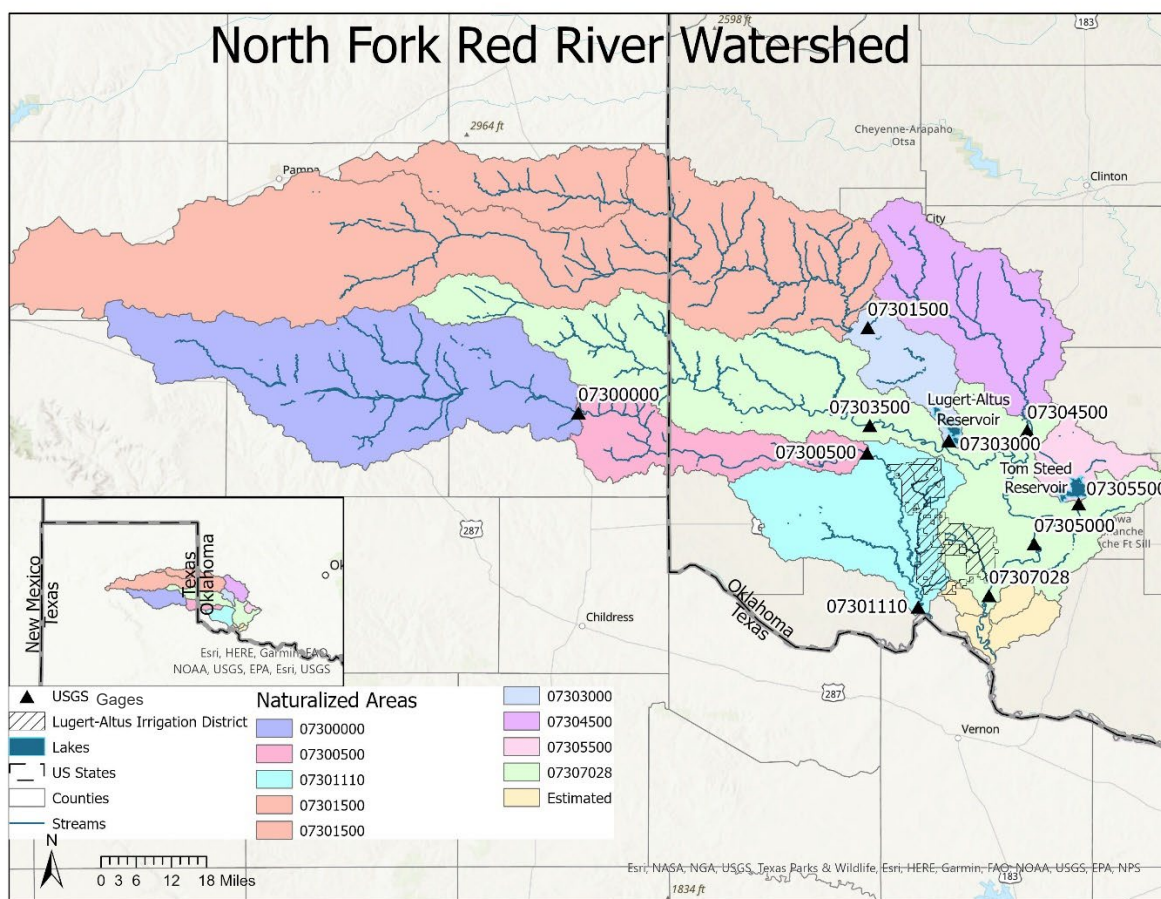 North Fork Red River Watershed
2598 ft
183
2964 ft
Cheyenne-Arapaho
Otsa
Pampa
Clinton
City
07301500
07300000
Lugert-Altus
Reservoir
07303500
07304500
07303000
07300500
Tom Steed
Reservoir
07305500
07305000
che Ft Sill
287
07307028
Oklahoma
Texas
07301110
Childress
New Mexico
Texas
Texas
Oklahoma
Esri, HERE, Garmin, FAO,
NOAA, USGS, EPA, Esri, USGS
287
Vernon
USGS Gages
Lugert-Altus Irrigation District
Lakes
US States
Counties
Streams
Naturalized Areas
07300000
07300500
07301110
07301500
07301500
07303000
07304500
07305500
07307028
Estimated
N
0 3 6 12 18 Miles
Esri, NASA, NGA, USGS, Texas Parks & Wildlife, Esri, HERE, Garmin, FAO, NOAA, USGS, EPA, NPS
183
1834 ft